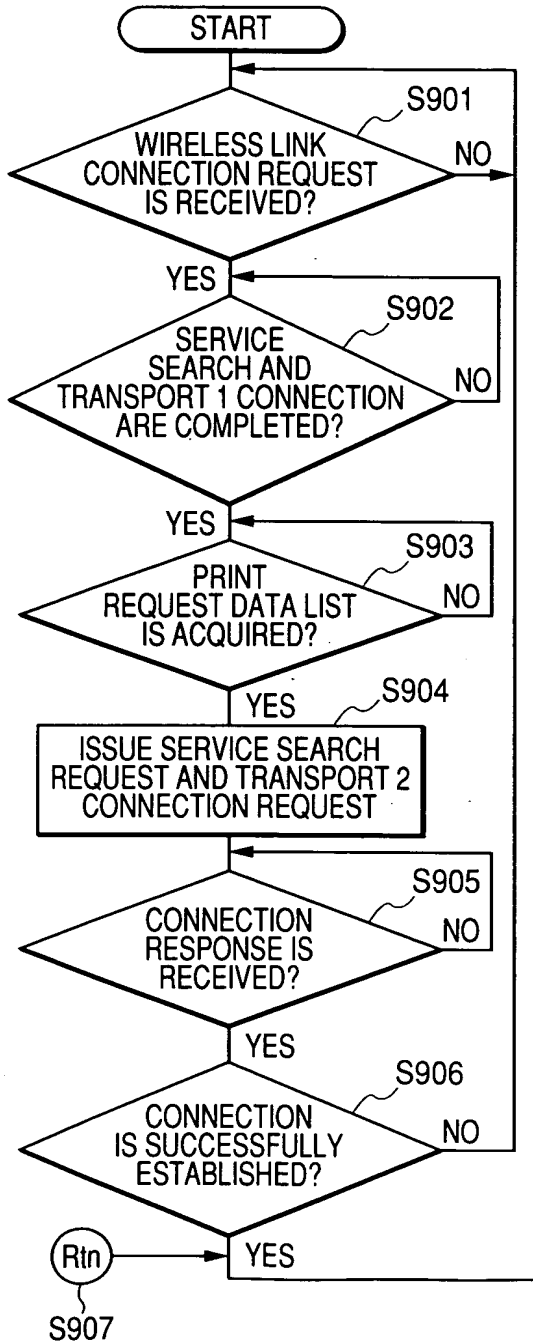 START
S901
WIRELESS LINK
CONNECTION REQUEST
IS RECEIVED?
NO
YES
S902
SERVICE
SEARCH AND
TRANSPORT 1 CONNECTION
ARE COMPLETED?
NO
YES
S903
PRINT
REQUEST DATA LIST
IS ACQUIRED?
NO
YES
S904
ISSUE SERVICE SEARCH
REQUEST AND TRANSPORT 2
CONNECTION REQUEST
S905
CONNECTION
RESPONSE IS
RECEIVED?
NO
YES
S906
CONNECTION
IS SUCCESSFULLY
ESTABLISHED?
NO
YES
Rtn
S907